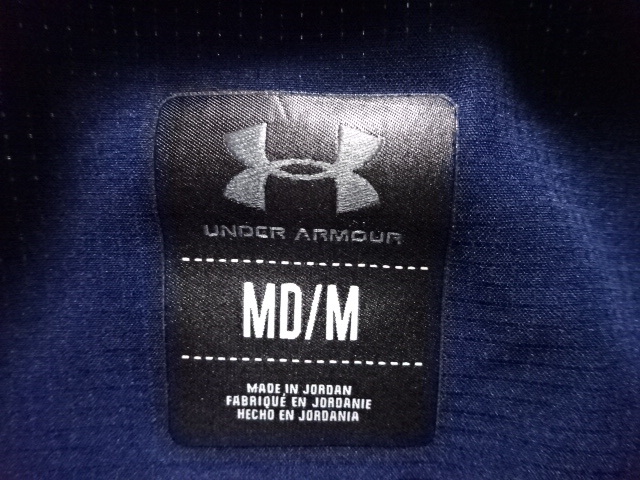 UNDER ARMOUR
MD/M
MADE IN JORDAN
FABRIQUÉ EN JORDANIE
HECHO EN JORDANIA